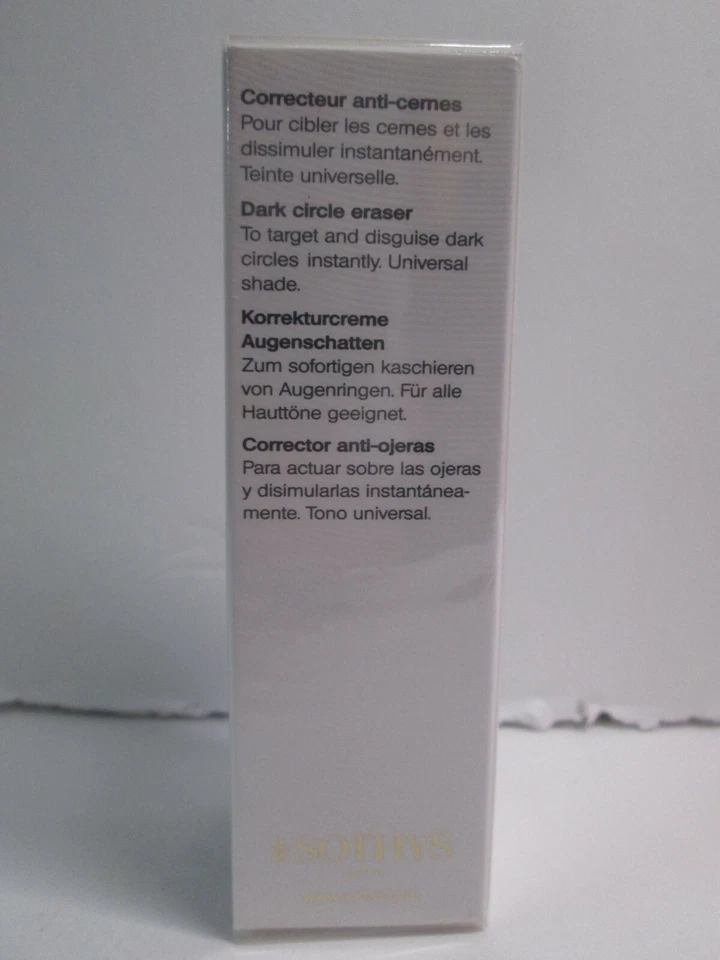 Correcteur anti-cernes
Pour cibler les cernes et les
dissimuler instantanément.
Teinte universelle.
Dark circle eraser
To target and disguise dark
circles instantly. Universal
shade.
Korrekturcreme
Augenschatten
Zum sofortigen kaschieren
von Augenringen. Für alle
Hauttöne geeignet.
Corrector anti-ojeras
Para actuar sobre las ojeras
y disimularlas instantánea-
mente. Tono universal.
SOTHYS